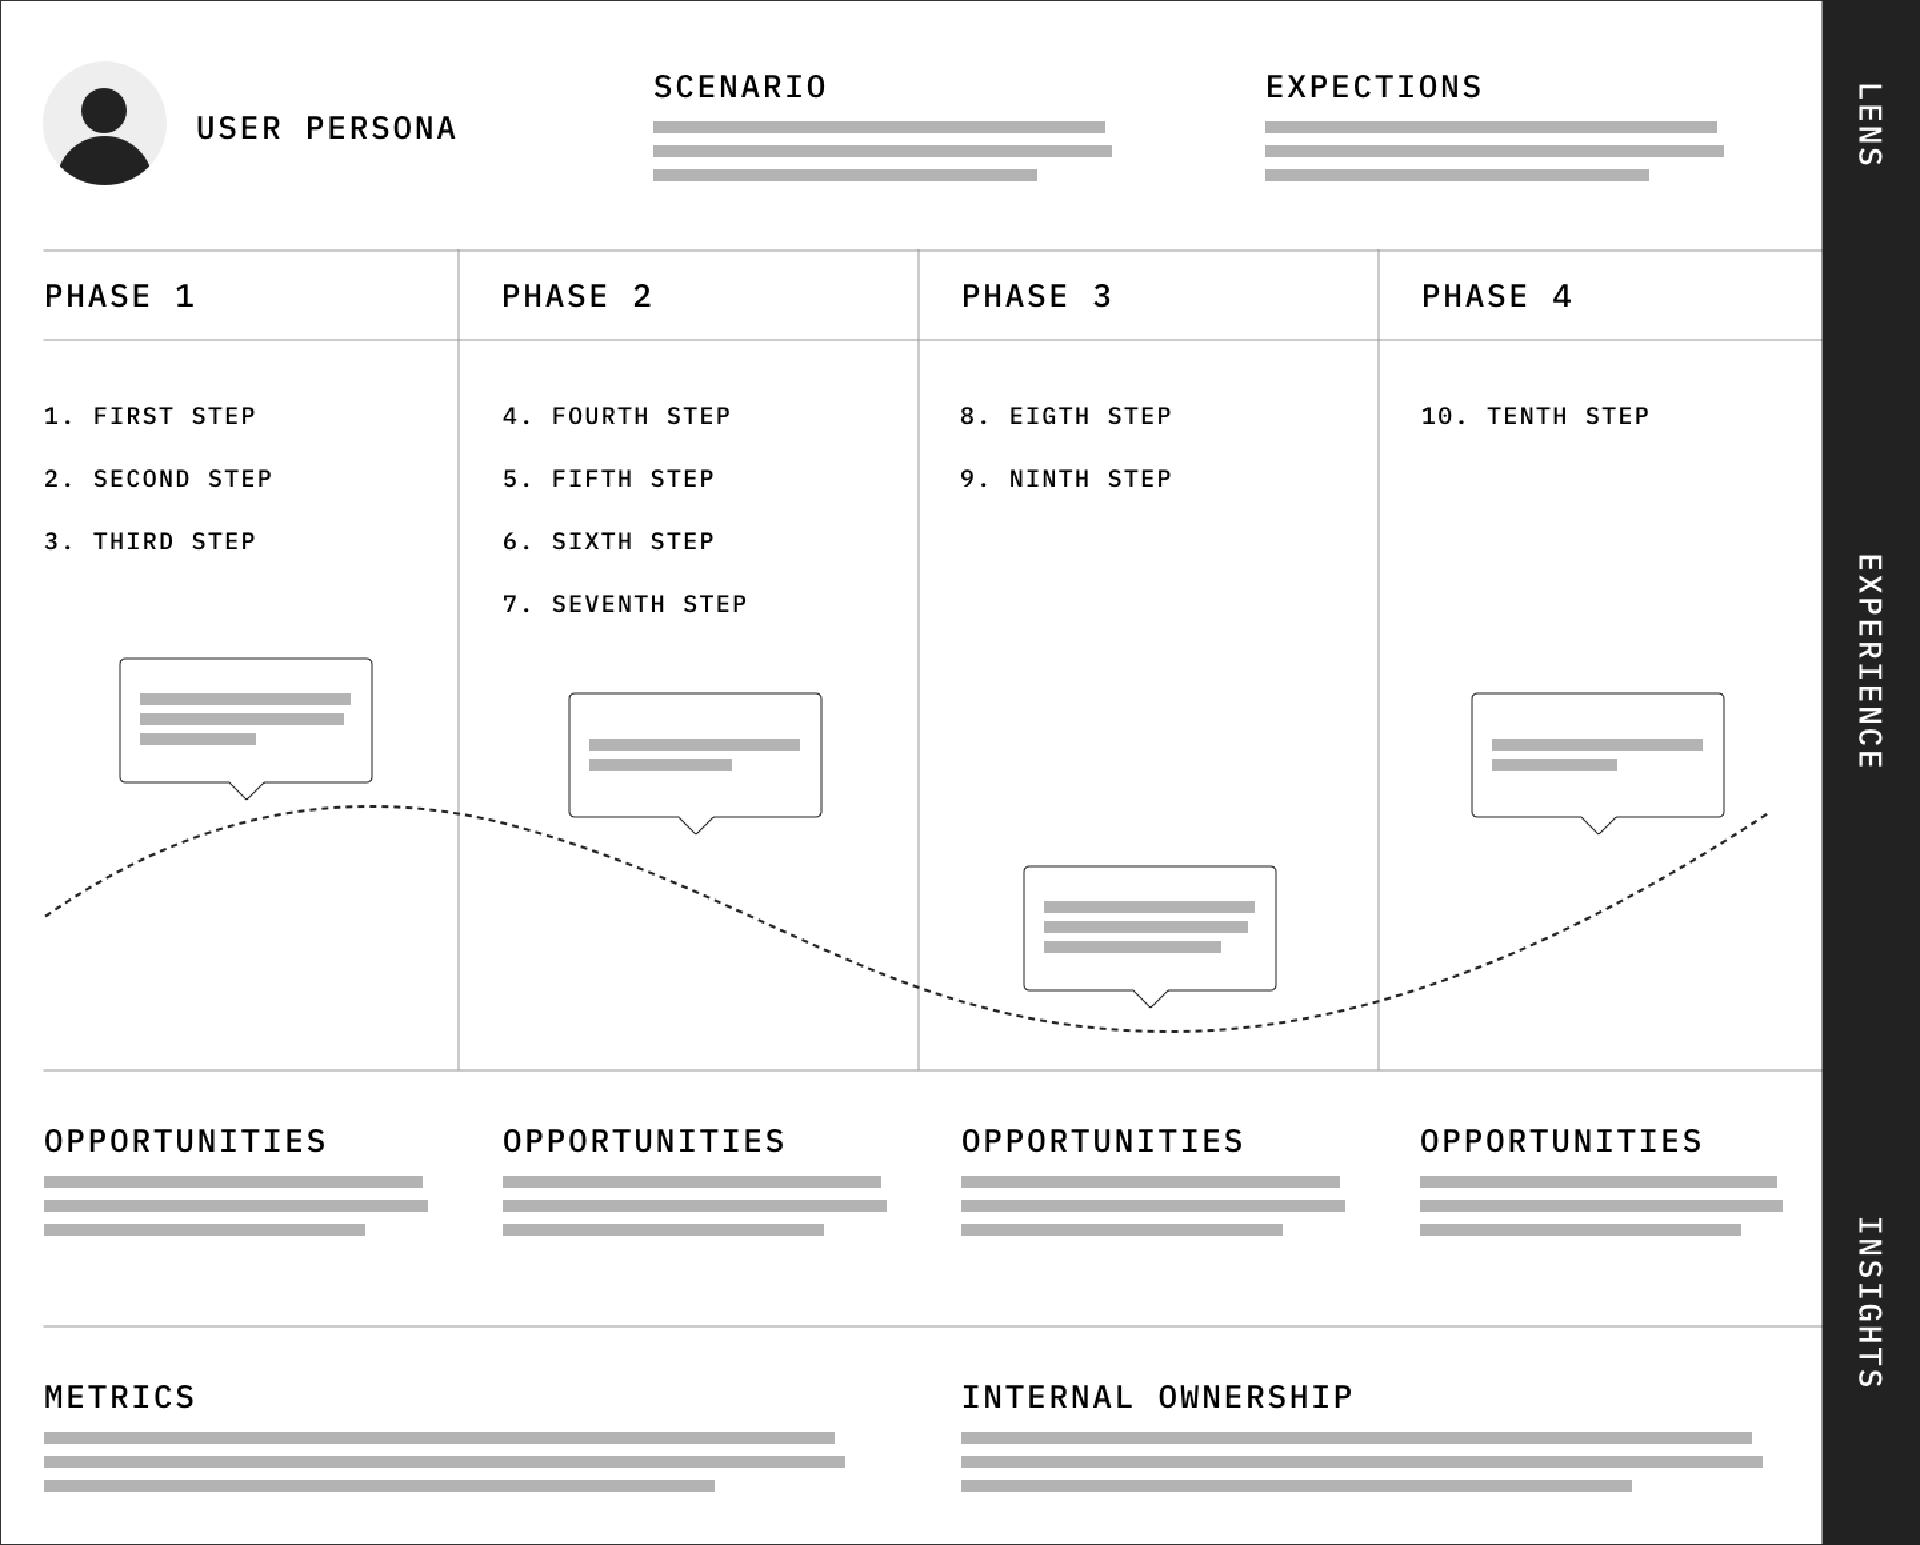 USER PERSONA
SCENARIO
EXPECTIONS
LENS
PHASE 1
PHASE 2
PHASE 3
PHASE 4
1. FIRST STEP
2. SECOND STEP
3. THIRD STEP
4. FOURTH STEP
5. FIFTH STEP
6. SIXTH STEP
7. SEVENTH STEP
8. EIGTH STEP
9. NINTH STEP
10. TENTH STEP
EXPERIENCE
OPPORTUNITIES
OPPORTUNITIES
OPPORTUNITIES
OPPORTUNITIES
METRICS
INTERNAL OWNERSHIP
INSIGHTS